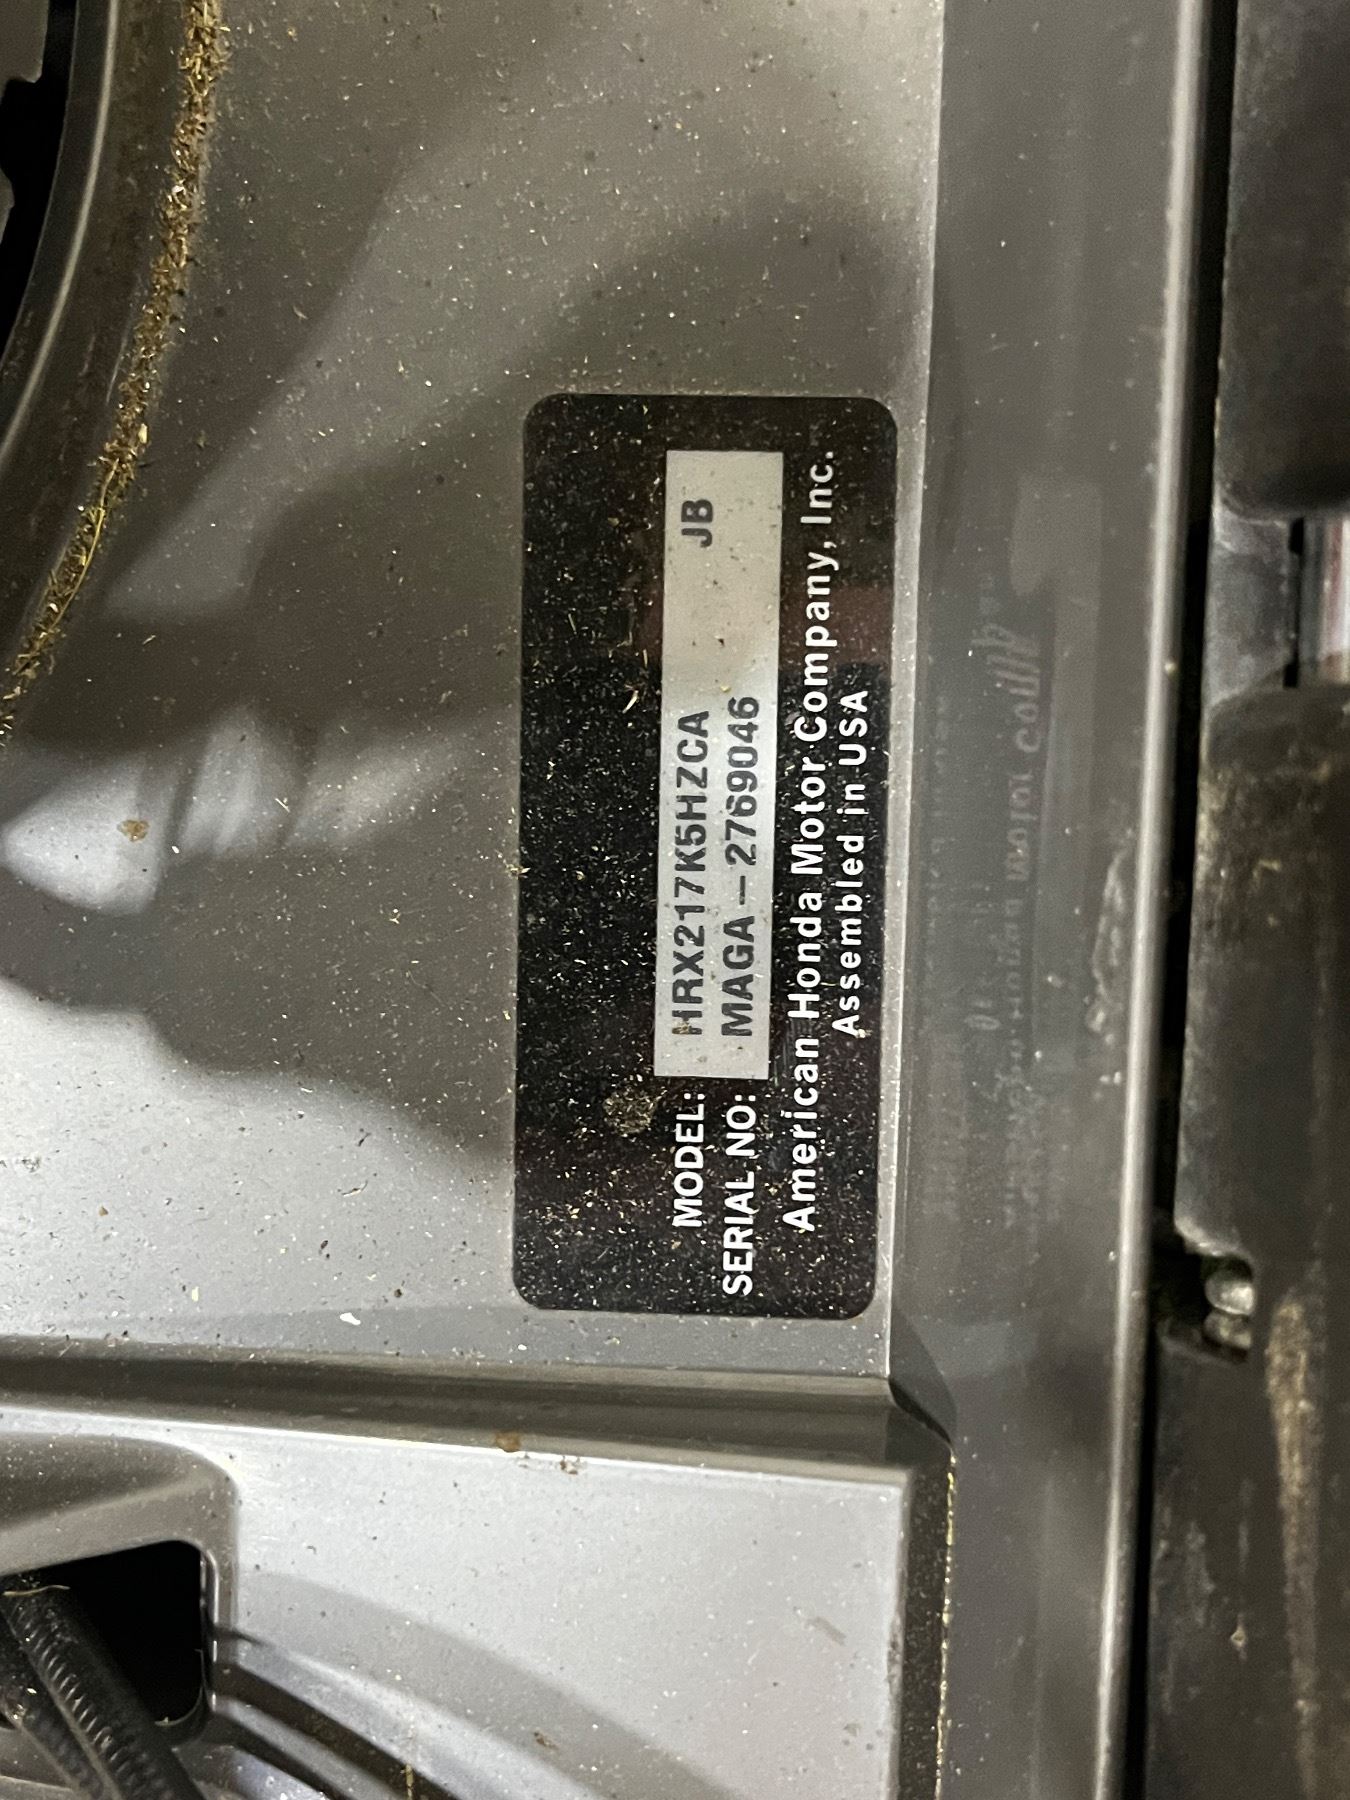 MODEL: HRX217K5HZCA JB
SERIAL NO: MAGA-2769046
American Honda Motor Company, Inc.
Assembled in USA